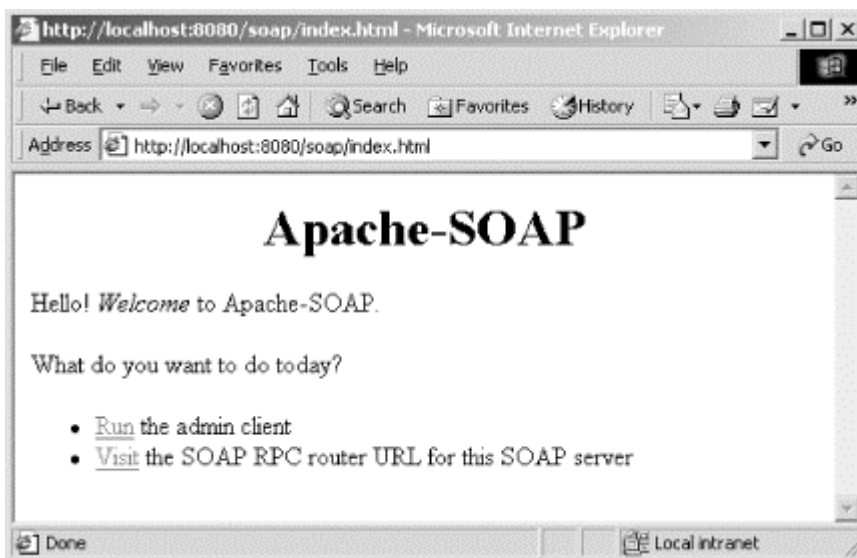 http://localhost:8080/soap/index.html - Microsoft Internet Explorer
File Edit View Favorites Tools Help
Back Search Favorites History »
Address http://localhost:8080/soap/index.html Go
Apache-SOAP
Hello! Welcome to Apache-SOAP.
What do you want to do today?
• Run the admin client
• Visit the SOAP RPC router URL for this SOAP server
Done Local intranet